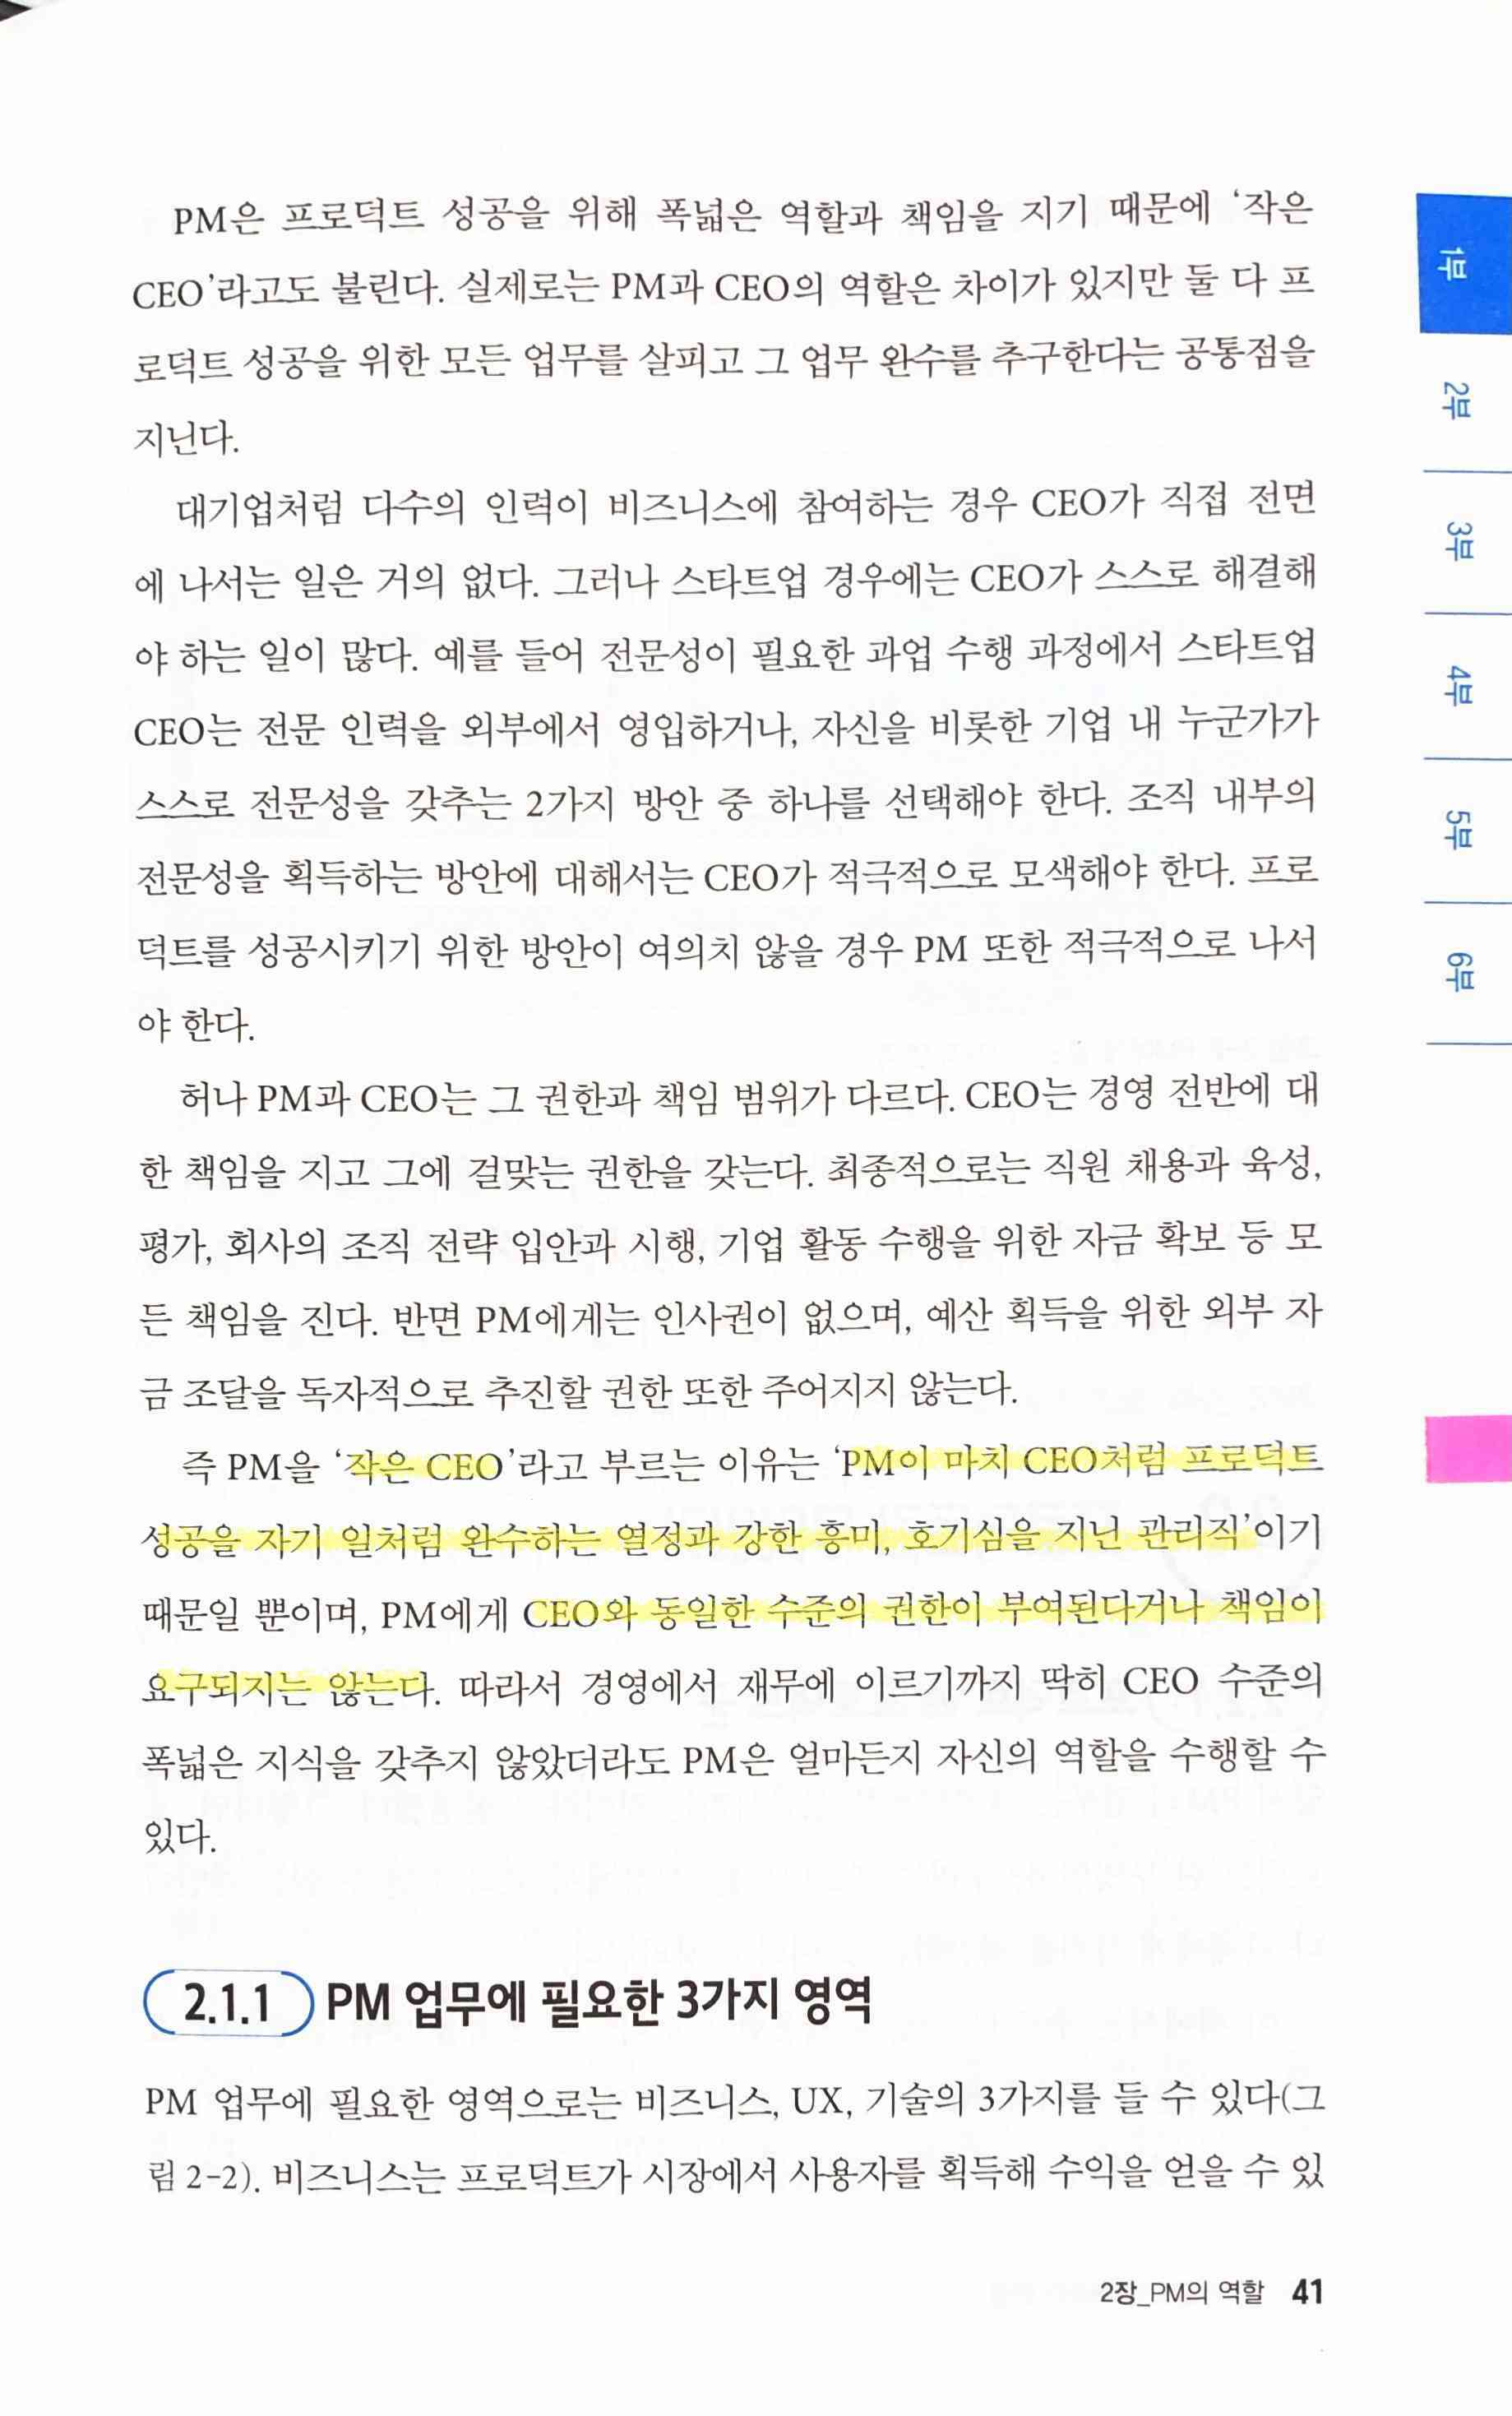 PM은 프로덕트 성공을 위해 폭넓은 역할과 책임을 지기 때문에 ‘작은
CEO’라고도 불린다. 실제로는 PM과 CEO의 역할은 차이가 있지만 둘 다 프
로덕트 성공을 위한 모든 업무를 살피고 그 업무 완수를 추구한다는 공통점을
지닌다.
대기업처럼 다수의 인력이 비즈니스에 참여하는 경우 CEO가 직접 전면
에 나서는 일은 거의 없다. 그러나 스타트업 경우에는 CEO가 스스로 해결해
야 하는 일이 많다. 예를 들어 전문성이 필요한 과업 수행 과정에서 스타트업
CEO는 전문 인력을 외부에서 영입하거나, 자신을 비롯한 기업 내 누군가가
스스로 전문성을 갖추는 2가지 방안 중 하나를 선택해야 한다. 조직 내부의
전문성을 획득하는 방안에 대해서는 CEO가 적극적으로 모색해야 한다. 프로
덕트를 성공시키기 위한 방안이 여의치 않을 경우 PM 또한 적극적으로 나서
야 한다.
허나 PM과 CEO는 그 권한과 책임 범위가 다르다. CEO는 경영 전반에 대
한 책임을 지고 그에 걸맞는 권한을 갖는다. 최종적으로는 직원 채용과 육성,
평가, 회사의 조직 전략 입안과 시행, 기업 활동 수행을 위한 자금 확보 등 모
든 책임을 진다. 반면 PM에게는 인사권이 없으며, 예산 획득을 위한 외부 자
금 조달을 독자적으로 추진할 권한 또한 주어지지 않는다.
즉 PM을 ‘작은 CEO’라고 부르는 이유는 ‘PM이 마치 CEO처럼 프로덕트
성공을 자기 일처럼 완수하는 열정과 강한 흥미, 호기심을 지닌 관리직’이기
때문일 뿐이며, PM에게 CEO와 동일한 수준의 권한이 부여된다거나 책임이
요구되지는 않는다. 따라서 경영에서 재무에 이르기까지 딱히 CEO 수준의
폭넓은 지식을 갖추지 않았더라도 PM은 얼마든지 자신의 역할을 수행할 수
있다.
2.1.1 PM 업무에 필요한 3가지 영역
PM 업무에 필요한 영역으로는 비즈니스, UX, 기술의 3가지를 들 수 있다(그
림 2-2). 비즈니스는 프로덕트가 시장에서 사용자를 획득해 수익을 얻을 수 있
2장_PM의 역할 41
1부
2부
3부
4부
5부
6부